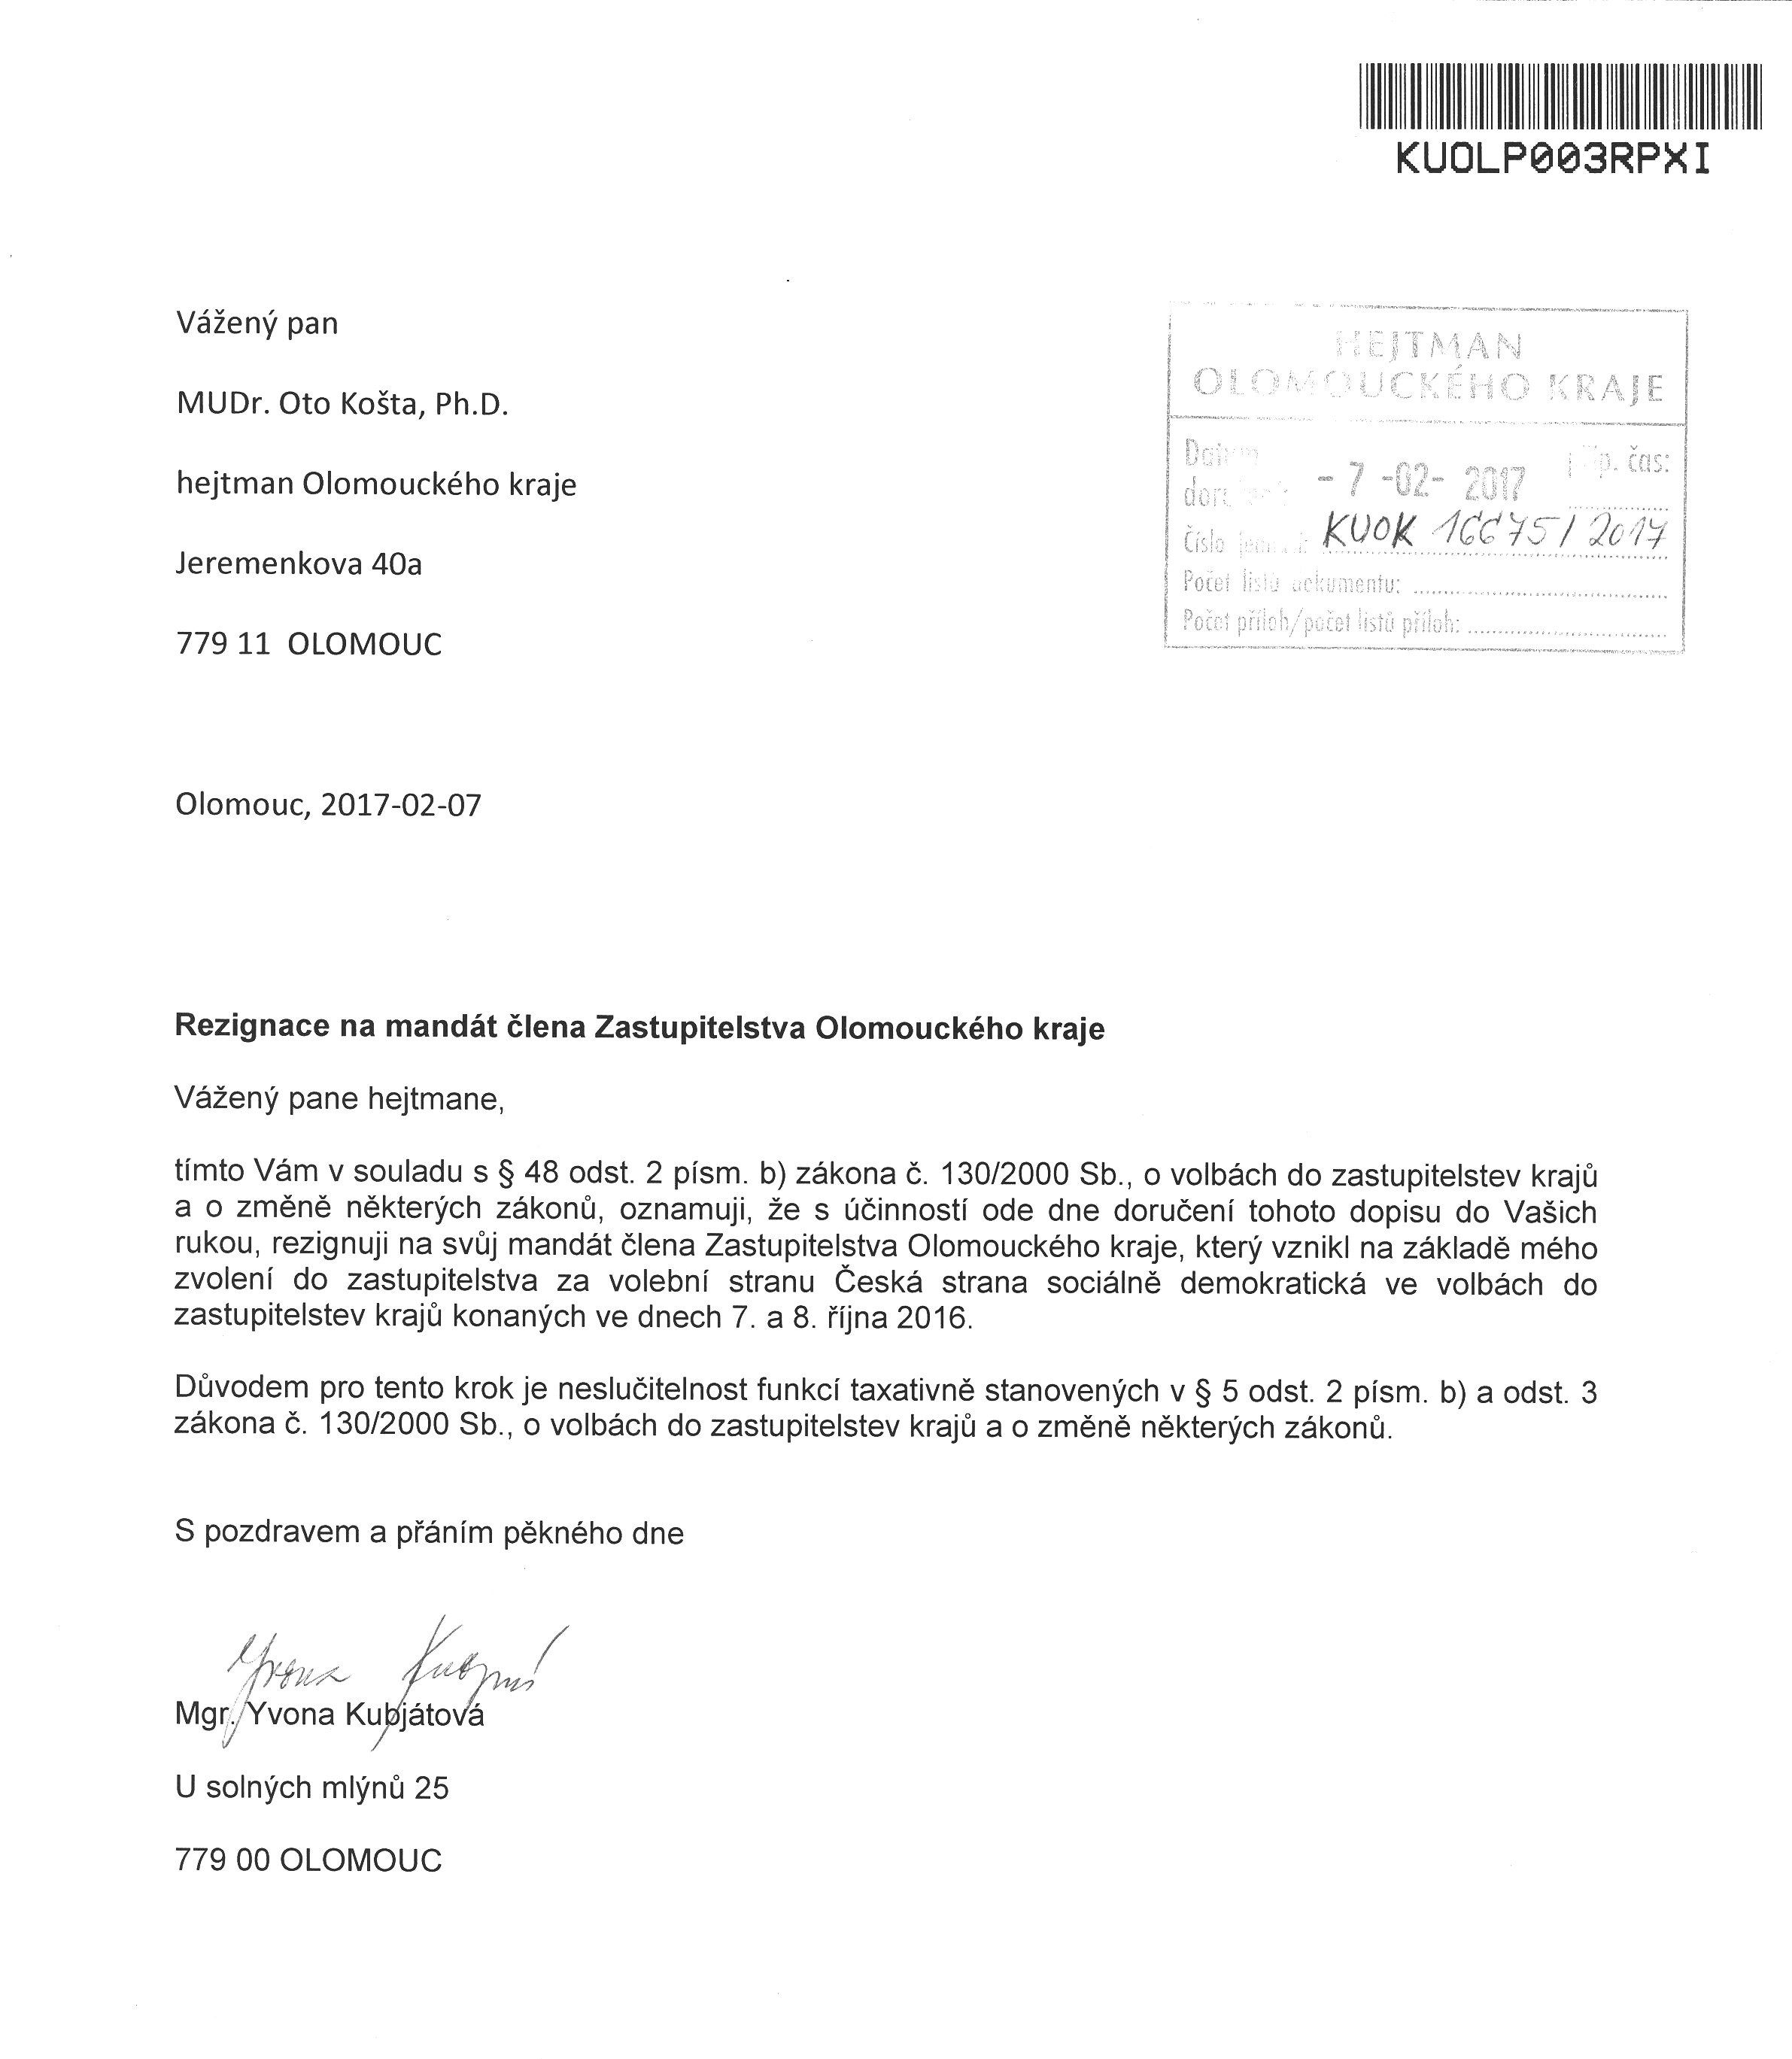 KUOLP003RPXI
Vážený pan
MUDr. Oto Košta, Ph.D.
hejtman Olomouckého kraje
Jeremenkova 40a
779 11 OLOMOUC
HEJTMAN
OLOMOUCKÉHO KRAJE
Datum příp. čas:
-7 -02- 2017
Číslo KUOK 16675/2017
Počet listů dokumentu:
Počet příloh/počet listů příloh:
Olomouc, 2017-02-07
Rezignace na mandát člena Zastupitelstva Olomouckého kraje
Vážený pane hejtmane,
tímto Vám v souladu s § 48 odst. 2 písm. b) zákona č. 130/2000 Sb., o volbách do zastupitelstev krajů
a o změně některých zákonů, oznamuji, že s účinností ode dne doručení tohoto dopisu do Vašich
rukou, rezignuji na svůj mandát člena Zastupitelstva Olomouckého kraje, který vznikl na základě mého
zvolení do zastupitelstva za volební stranu Česká strana sociálně demokratická ve volbách do
zastupitelstev krajů konaných ve dnech 7. a 8. října 2016.
Důvodem pro tento krok je neslučitelnost funkcí taxativně stanovených v § 5 odst. 2 písm. b) a odst. 3
zákona č. 130/2000 Sb., o volbách do zastupitelstev krajů a o změně některých zákonů.
S pozdravem a přáním pěkného dne
Mgr. Yvona Kubjátová
U solných mlýnů 25
779 00 OLOMOUC